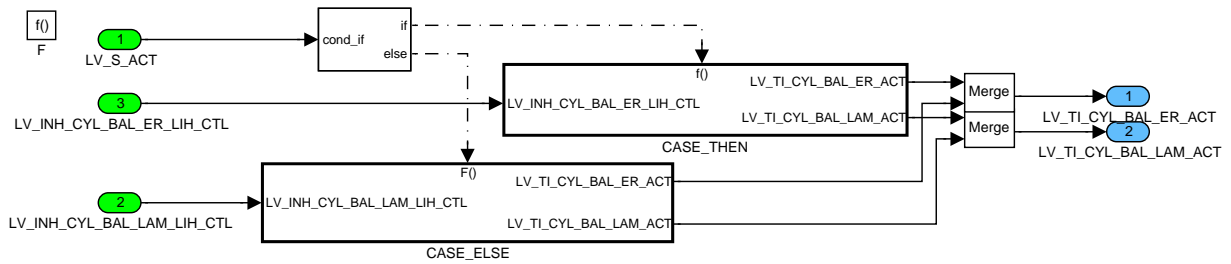 f()
F
1
LV_S_ACT
cond_if
if
else
3
LV_INH_CYL_BAL_ER_LIH_CTL
f()
LV_INH_CYL_BAL_ER_LIH_CTL
LV_TI_CYL_BAL_ER_ACT
LV_TI_CYL_BAL_LAM_ACT
CASE_THEN
Merge
Merge
1
LV_TI_CYL_BAL_ER_ACT
2
LV_TI_CYL_BAL_LAM_ACT
2
LV_INH_CYL_BAL_LAM_LIH_CTL
F()
LV_INH_CYL_BAL_LAM_LIH_CTL
LV_TI_CYL_BAL_ER_ACT
LV_TI_CYL_BAL_LAM_ACT
CASE_ELSE